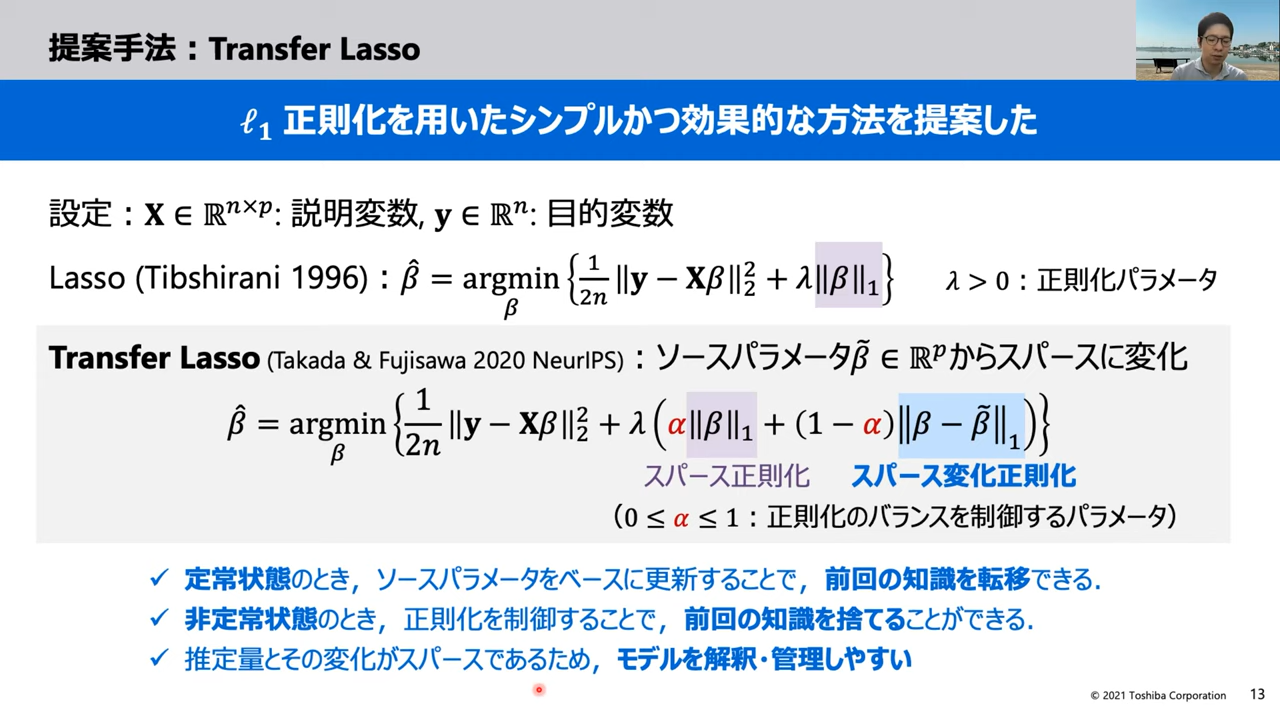 提案手法：Transfer Lasso
ℓ₁ 正則化を用いたシンプルかつ効果的な方法を提案した
設定：𝐗 ∈ ℝⁿˣᵖ: 説明変数, 𝐲 ∈ ℝⁿ: 目的変数
Lasso (Tibshirani 1996)：β̂ = argmin_β { 1/2n ‖𝐲 − 𝐗β‖₂² + λ‖β‖₁ }　λ > 0：正則化パラメータ
Transfer Lasso (Takada & Fujisawa 2020 NeurIPS)：ソースパラメータβ̃ ∈ ℝᵖからスパースに変化
β̂ = argmin_β { 1/2n ‖𝐲 − 𝐗β‖₂² + λ ( α‖β‖₁ + (1 − α)‖β − β̃‖₁ ) }
スパース正則化　スパース変化正則化
（0 ≤ α ≤ 1：正則化のバランスを制御するパラメータ）
✓ 定常状態のとき，ソースパラメータをベースに更新することで，前回の知識を転移できる．
✓ 非定常状態のとき，正則化を制御することで，前回の知識を捨てることができる．
✓ 推定量とその変化がスパースであるため，モデルを解釈・管理しやすい
© 2021 Toshiba Corporation　13